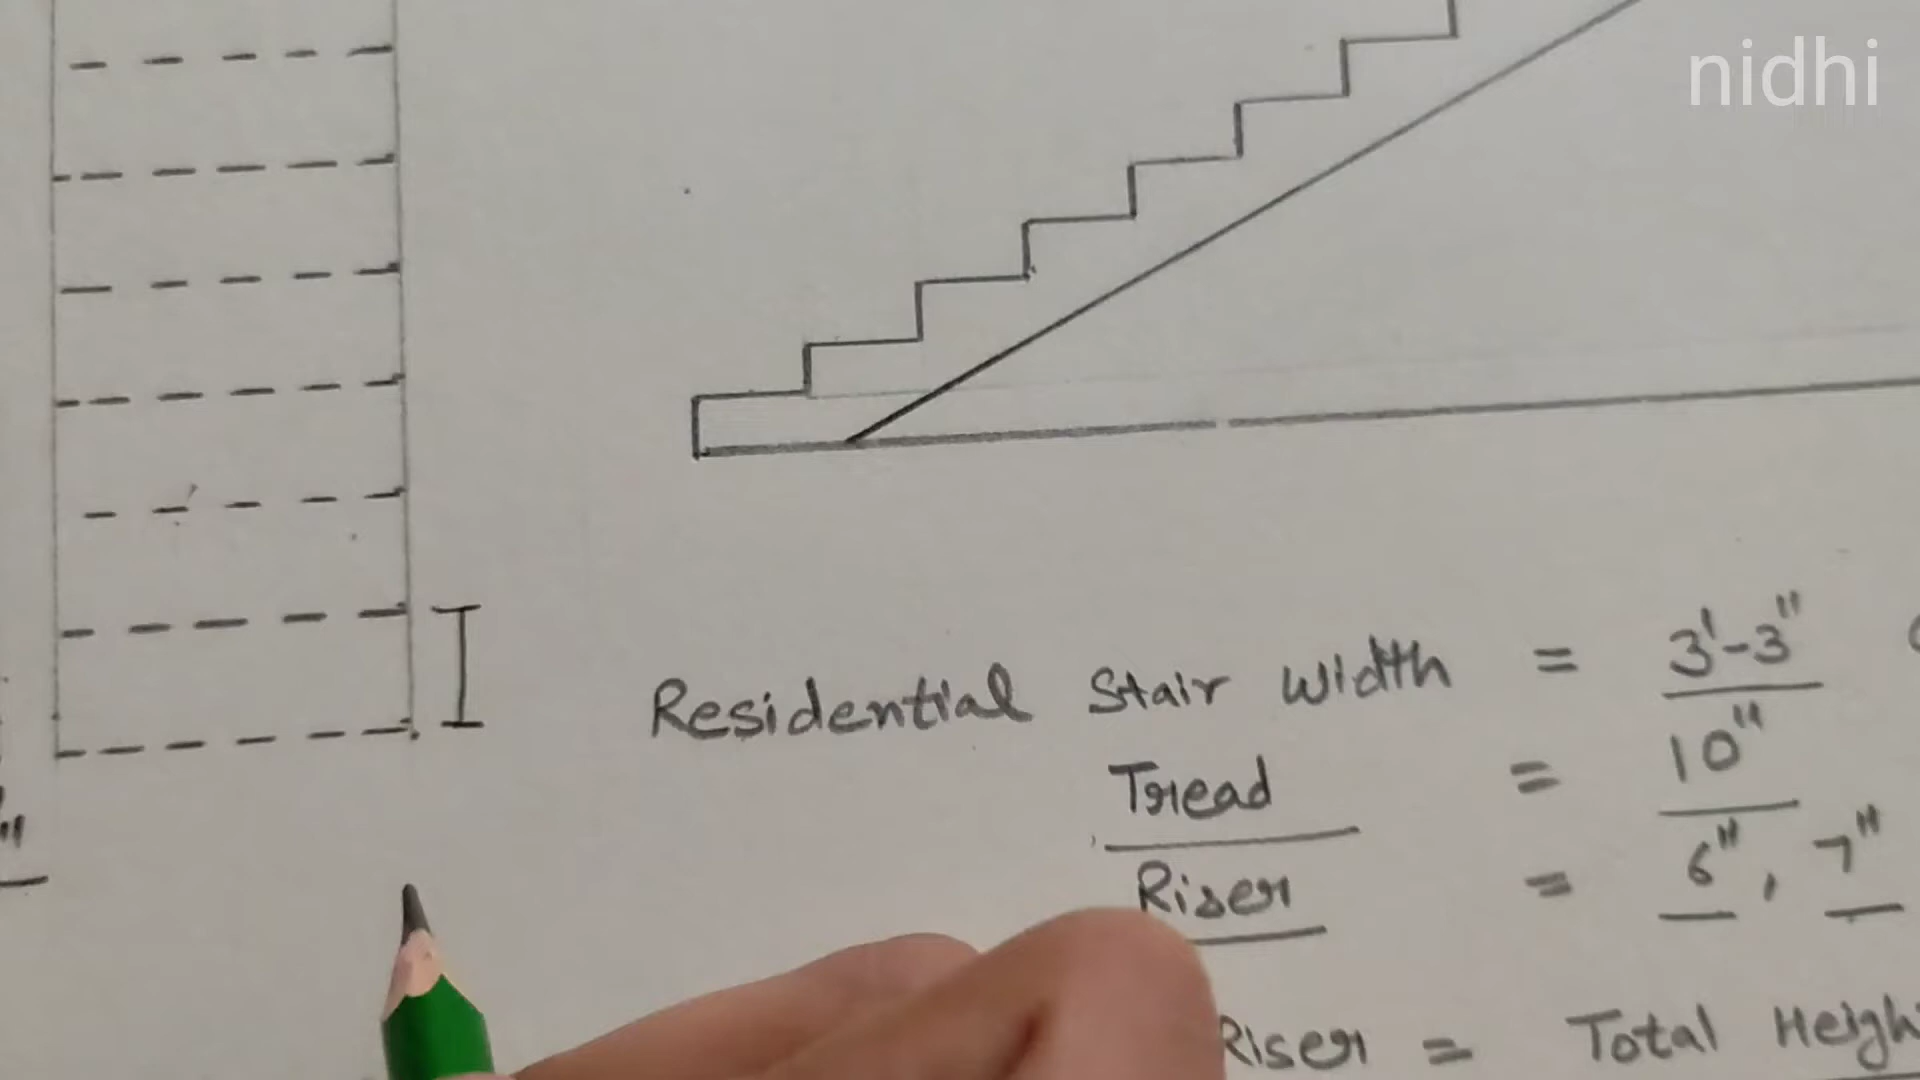 nidhi
Residential Stair Width = 3'-3"
Tread = 10"
"
Riser = 6", 7"
Riser = Total Heigh